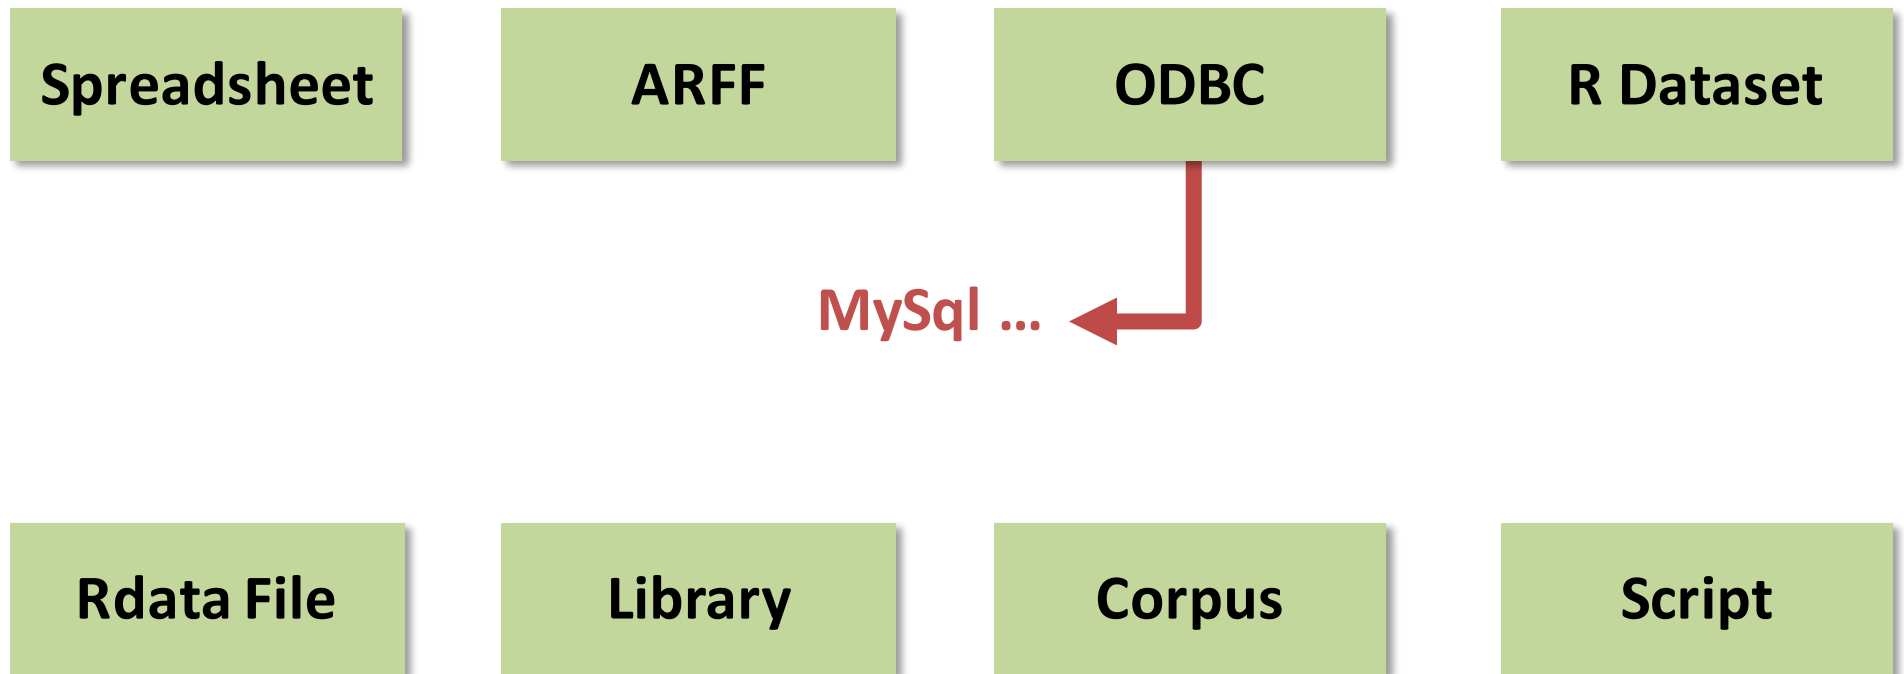 Spreadsheet
ARFF
ODBC
R Dataset
MySql ...
Rdata File
Library
Corpus
Script